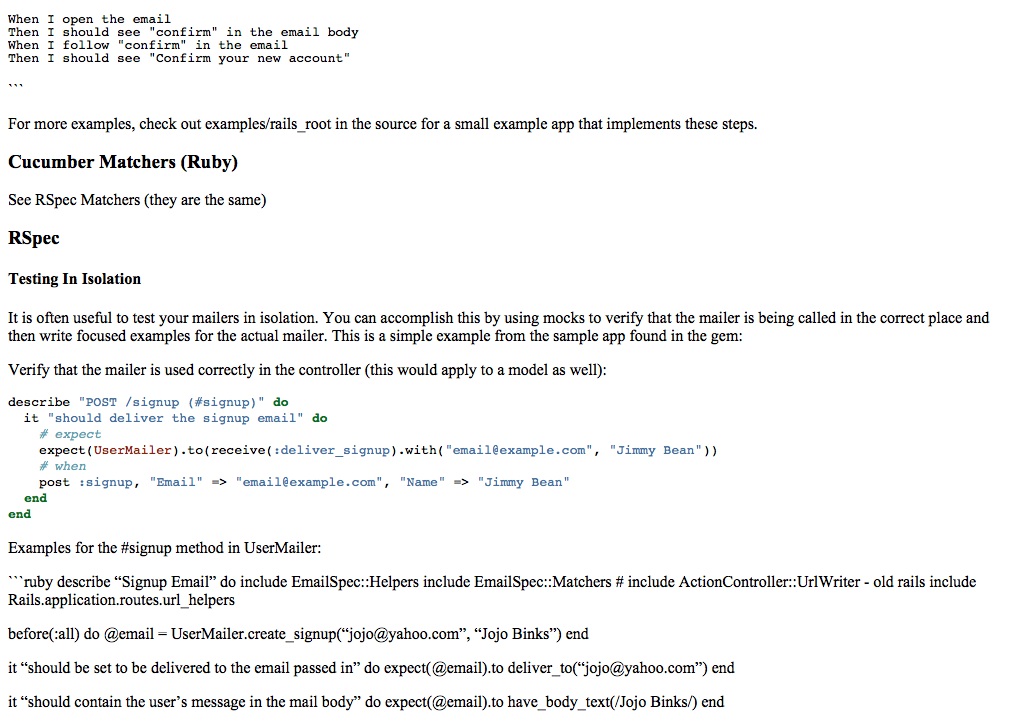 When I open the email
Then I should see "confirm" in the email body
When I follow "confirm" in the email
Then I should see "Confirm your new account"
```
For more examples, check out examples/rails_root in the source for a small example app that implements these steps.
Cucumber Matchers (Ruby)
See RSpec Matchers (they are the same)
RSpec
Testing In Isolation
It is often useful to test your mailers in isolation. You can accomplish this by using mocks to verify that the mailer is being called in the correct place and
then write focused examples for the actual mailer. This is a simple example from the sample app found in the gem:
Verify that the mailer is used correctly in the controller (this would apply to a model as well):
describe "POST /signup (#signup)" do
  it "should deliver the signup email" do
    # expect
    expect(UserMailer).to(receive(:deliver_signup).with("email@example.com", "Jimmy Bean"))
    # when
    post :signup, "Email" => "email@example.com", "Name" => "Jimmy Bean"
  end
end
Examples for the #signup method in UserMailer:
```ruby describe “Signup Email” do include EmailSpec::Helpers include EmailSpec::Matchers # include ActionController::UrlWriter - old rails include
Rails.application.routes.url_helpers
before(:all) do @email = UserMailer.create_signup(“jojo@yahoo.com”, “Jojo Binks”) end
it “should be set to be delivered to the email passed in” do expect(@email).to deliver_to(“jojo@yahoo.com”) end
it “should contain the user’s message in the mail body” do expect(@email).to have_body_text(/Jojo Binks/) end